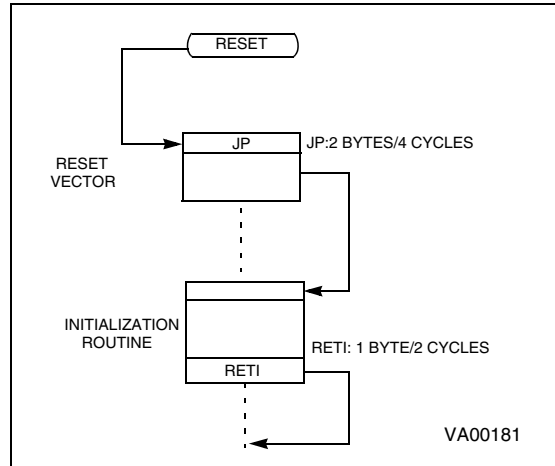 RESET
JP
JP:2 BYTES/4 CYCLES
RESET
VECTOR
INITIALIZATION
ROUTINE
RETI: 1 BYTE/2 CYCLES
RETI
VA00181